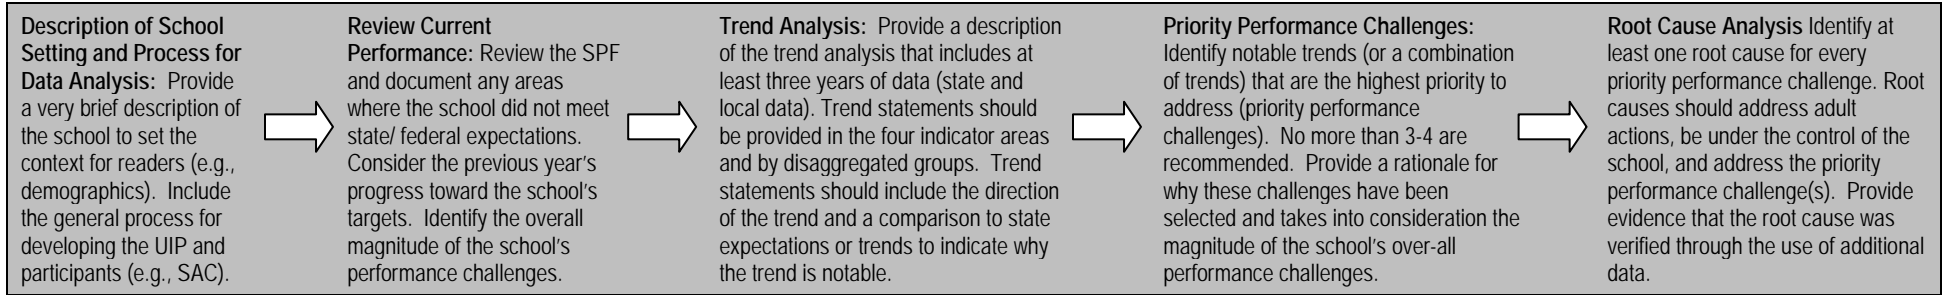 Description of School
Setting and Process for
Data Analysis:  Provide
a very brief description of
the school to set the
context for readers (e.g.,
demographics).  Include
the general process for
developing the UIP and
participants (e.g., SAC).
Review Current
Performance: Review the SPF
and document any areas
where the school did not meet
state/ federal expectations.
Consider the previous year's
progress toward the school's
targets.  Identify the overall
magnitude of the school's
performance challenges.
Trend Analysis:  Provide a description
of the trend analysis that includes at
least three years of data (state and
local data). Trend statements should
be provided in the four indicator areas
and by disaggregated groups.  Trend
statements should include the direction
of the trend and a comparison to state
expectations or trends to indicate why
the trend is notable.
Priority Performance Challenges:
Identify notable trends (or a combination
of trends) that are the highest priority to
address (priority performance
challenges).  No more than 3-4 are
recommended.  Provide a rationale for
why these challenges have been
selected and takes into consideration the
magnitude of the school's over-all
performance challenges.
Root Cause Analysis Identify at
least one root cause for every
priority performance challenge. Root
causes should address adult
actions, be under the control of the
school, and address the priority
performance challenge(s).  Provide
evidence that the root cause was
verified through the use of additional
data.